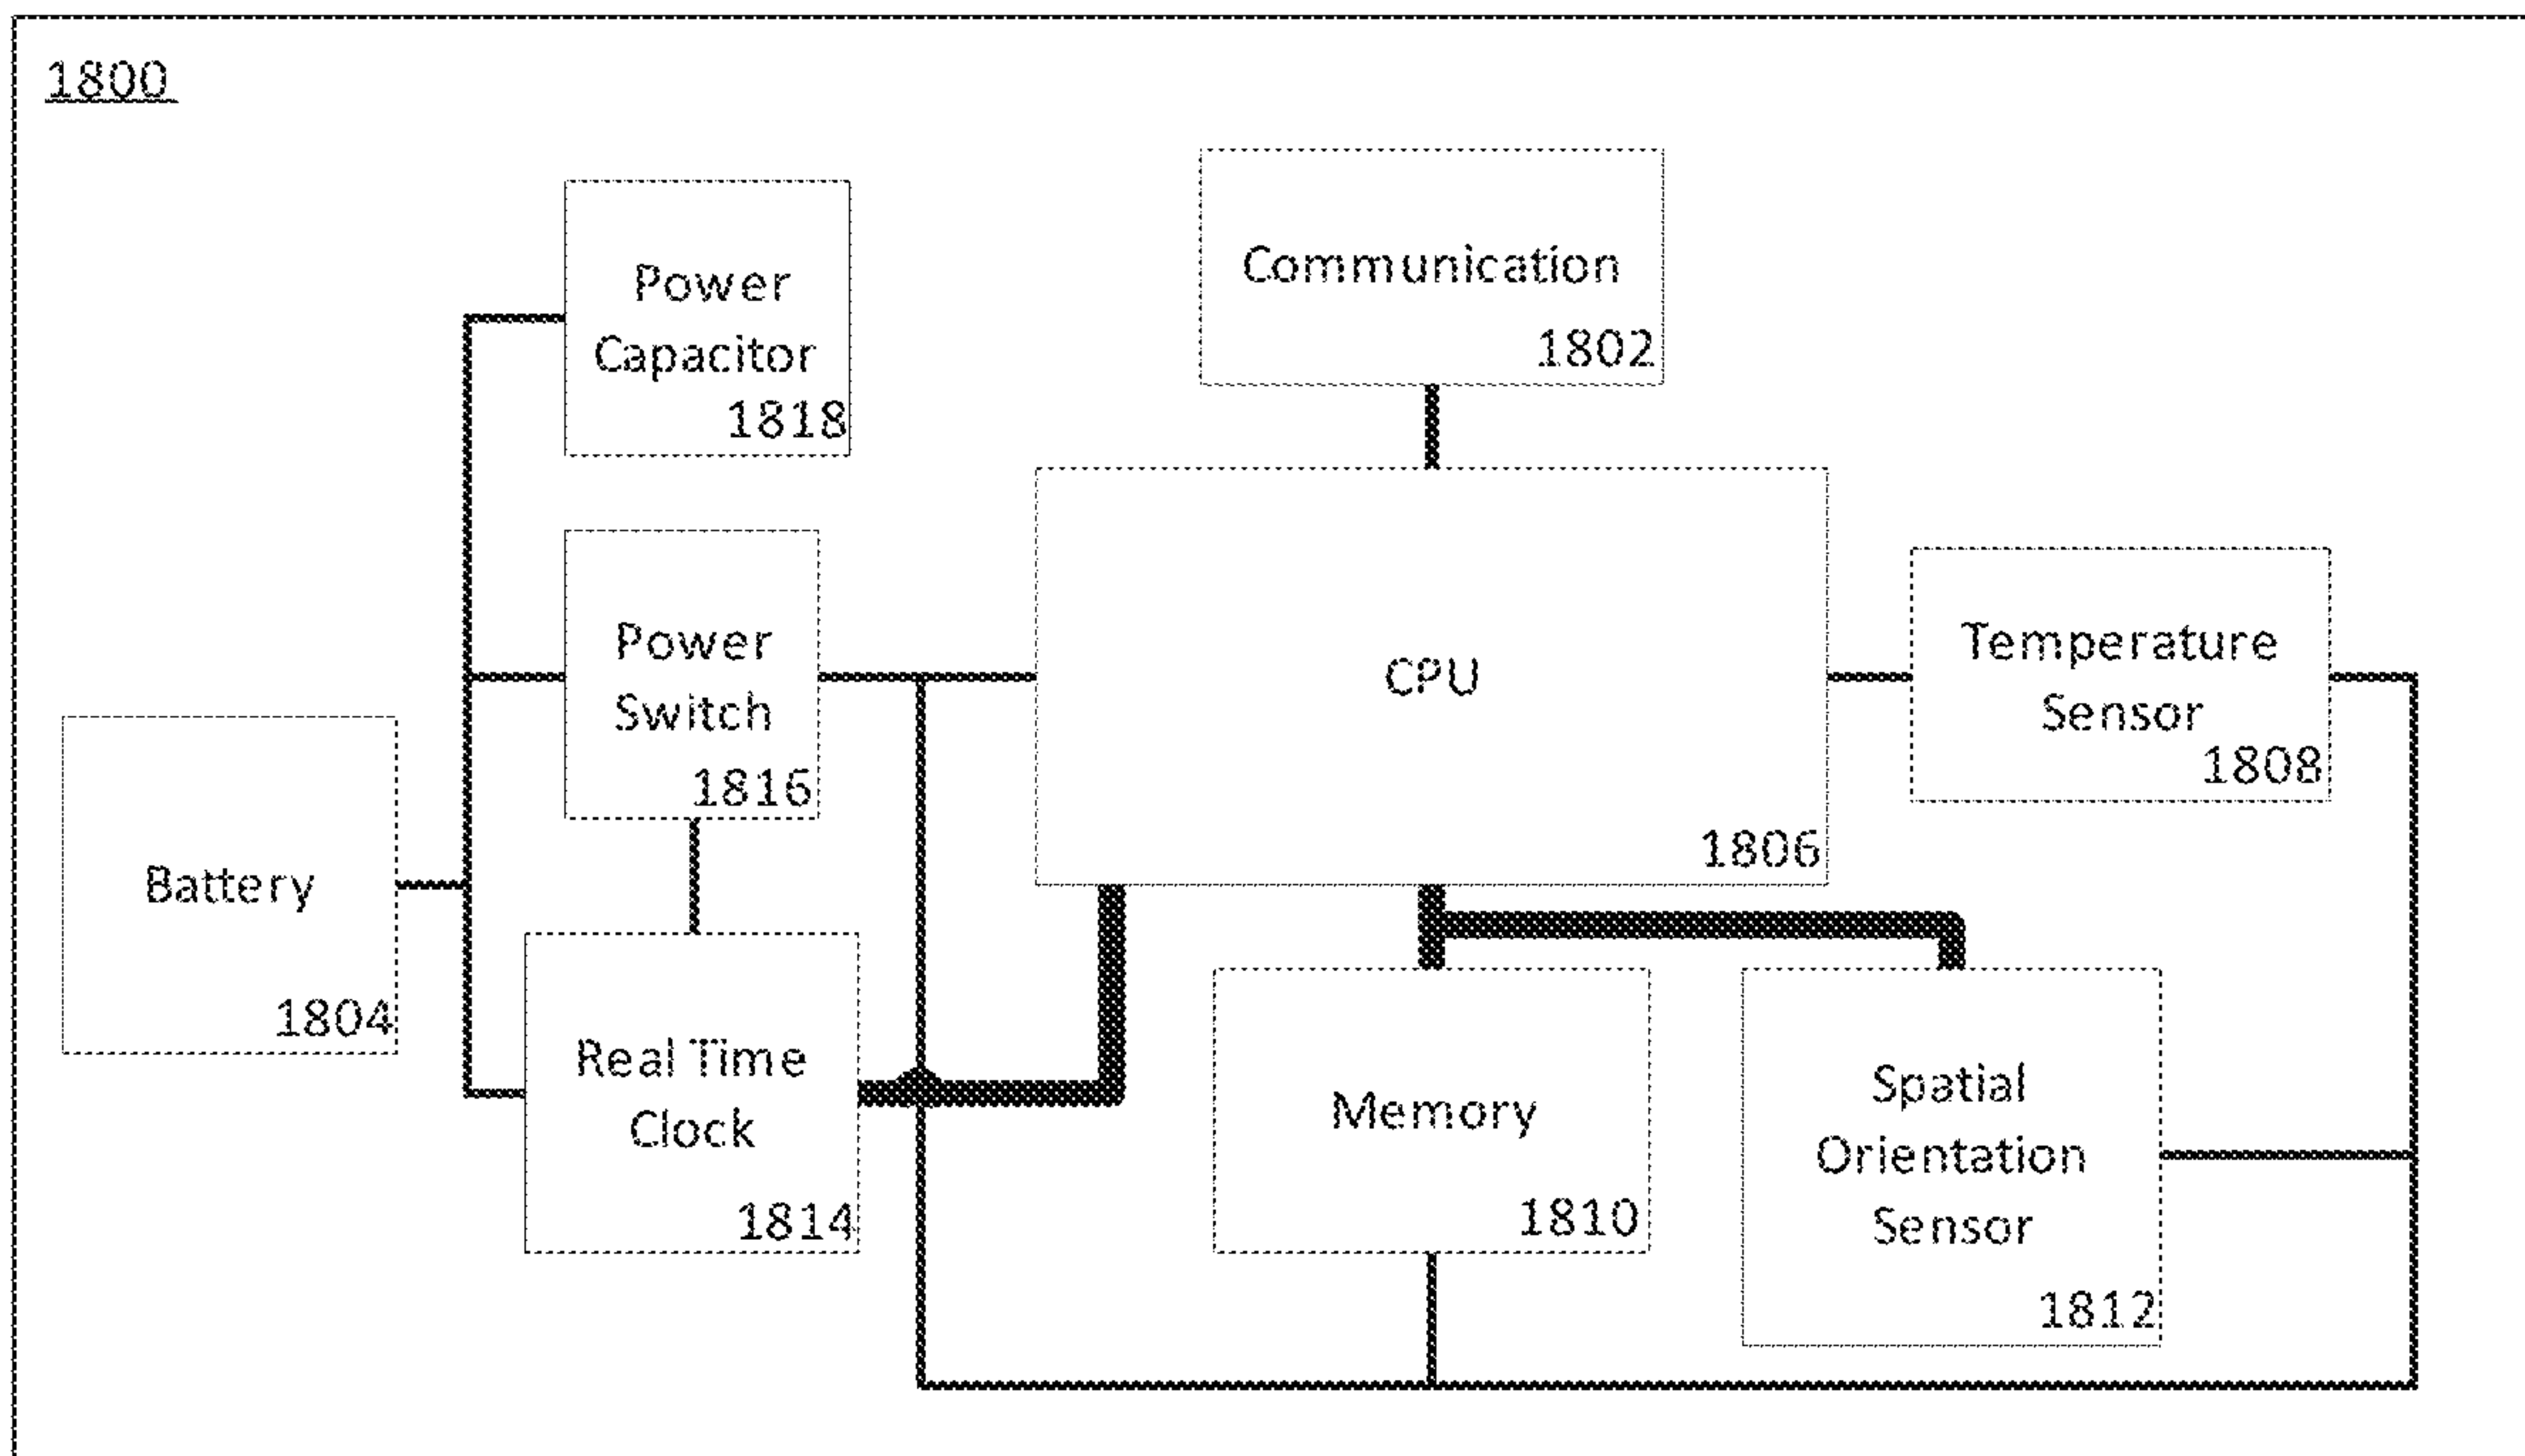 1800
Power
Capacitor
1818
Communication
1802
Power
Switch
1816
CPU
1806
Temperature
Sensor
1808
Battery
1804
Real Time
Clock
1814
Memory
1810
Spatial
Orientation
Sensor
1812